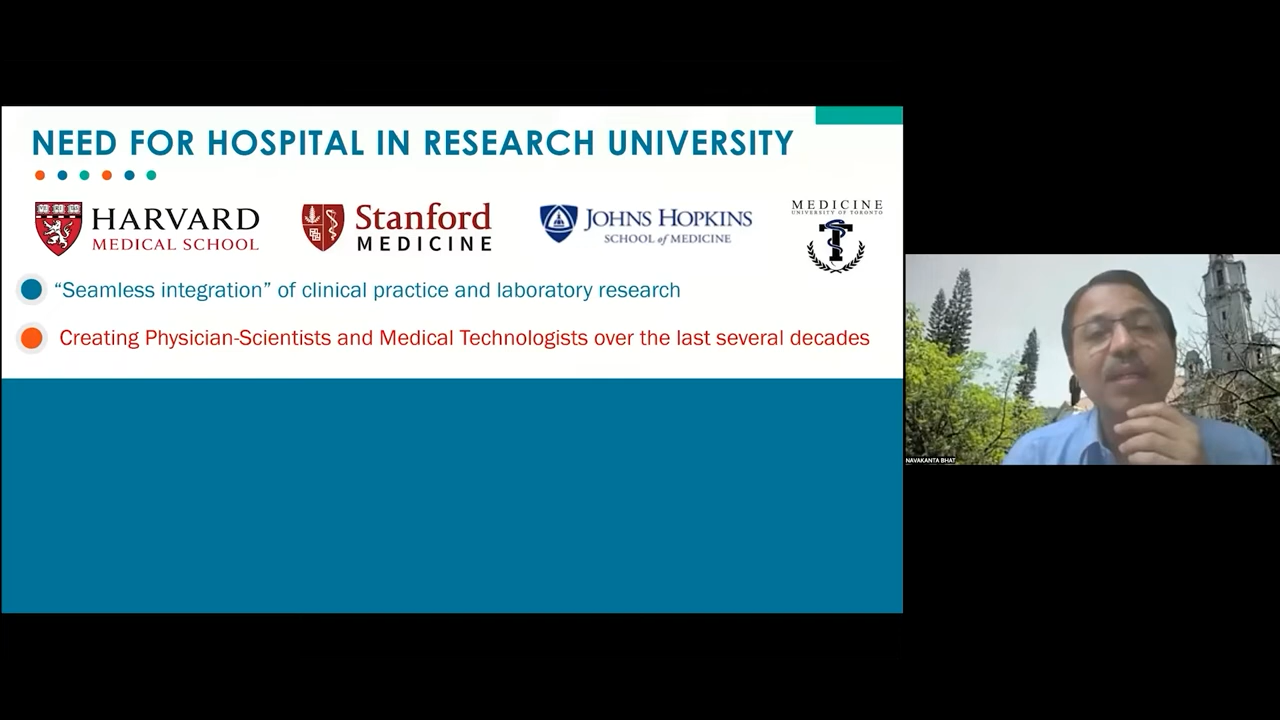 NEED FOR HOSPITAL IN RESEARCH UNIVERSITY
HARVARD
MEDICAL SCHOOL
Stanford
MEDICINE
JOHNS HOPKINS
SCHOOL of MEDICINE
MEDICINE
UNIVERSITY OF TORONTO
T
“Seamless integration” of clinical practice and laboratory research
Creating Physician-Scientists and Medical Technologists over the last several decades
NAVAKANTA BHAT